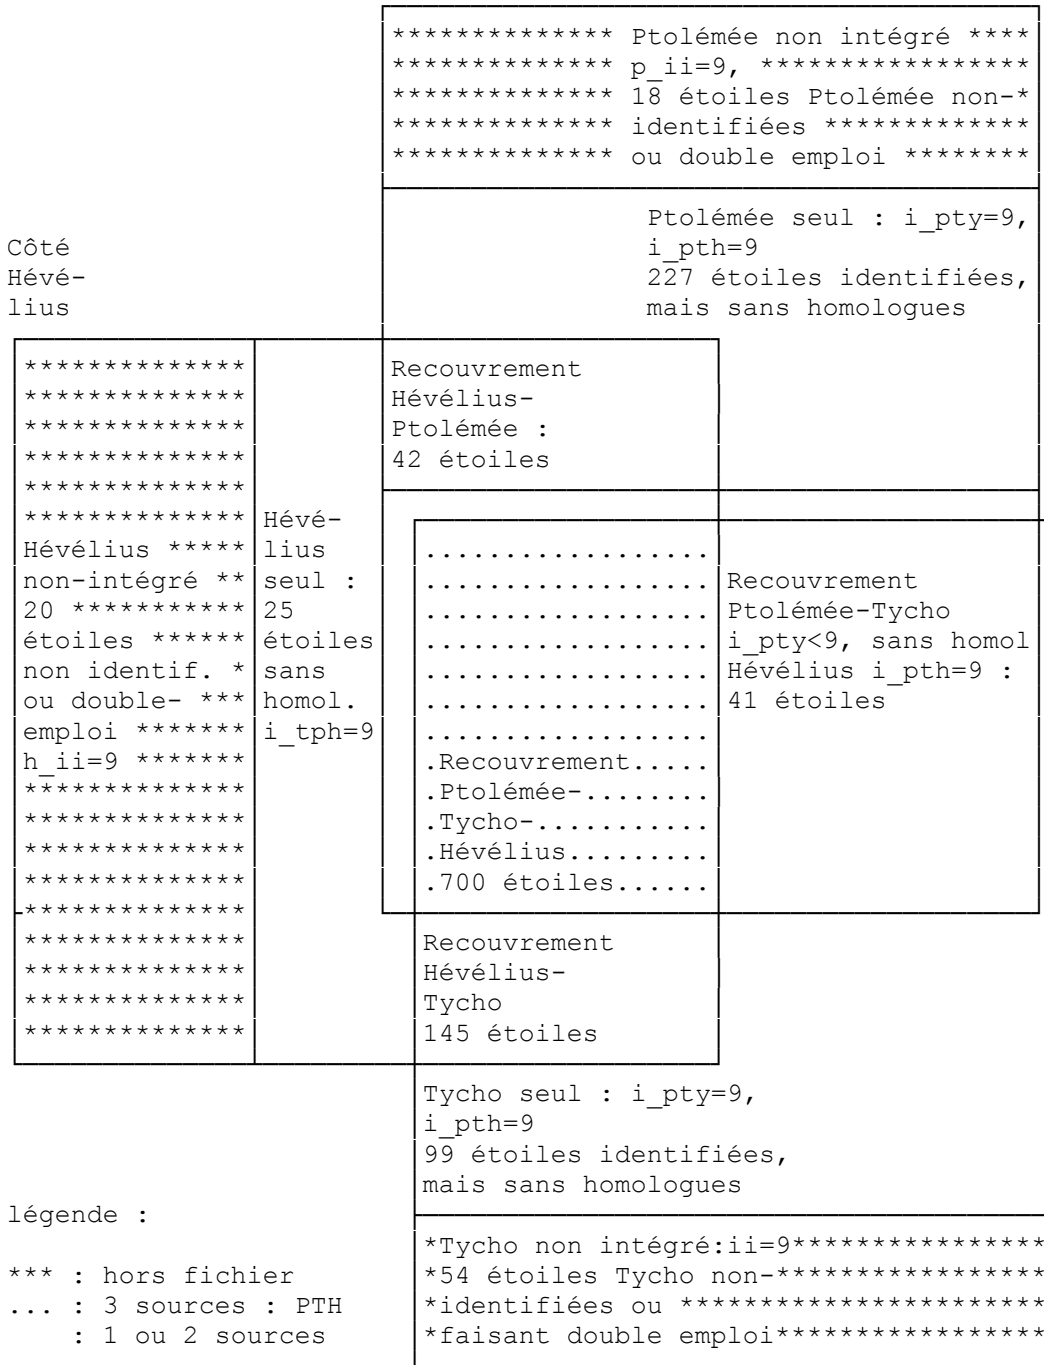 ************** Ptolémée non intégré ****
************** p_ii=9, *****************
************** 18 étoiles Ptolémée non-*
************** identifiées *************
************** ou double emploi ********
Ptolémée seul : i_pty=9,
i_pth=9
227 étoiles identifiées,
mais sans homologues
Côté
Hévé-
lius
**************
**************
**************
**************
**************
**************
Hévélius *****
non-intégré **
20 ***********
étoiles ******
non identif. *
ou double- ***
emploi *******
h_ii=9 *******
**************
**************
**************
**************
**************
**************
**************
**************
**************
Hévé-
lius
seul :
25
étoiles
sans
homol.
i_tph=9
Recouvrement
Hévélius-
Ptolémée :
42 étoiles
..................
..................
..................
..................
..................
..................
..................
.Recouvrement.....
.Ptolémée-........
.Tycho-...........
.Hévélius.........
.700 étoiles......
Recouvrement
Ptolémée-Tycho
i_pty<9, sans homol
Hévélius i_pth=9 :
41 étoiles
Recouvrement
Hévélius-
Tycho
145 étoiles
Tycho seul : i_pty=9,
i_pth=9
99 étoiles identifiées,
mais sans homologues
*Tycho non intégré:ii=9****************
*54 étoiles Tycho non-*****************
*identifiées ou ***********************
*faisant double emploi*****************
légende :
*** : hors fichier
... : 3 sources : PTH
: 1 ou 2 sources